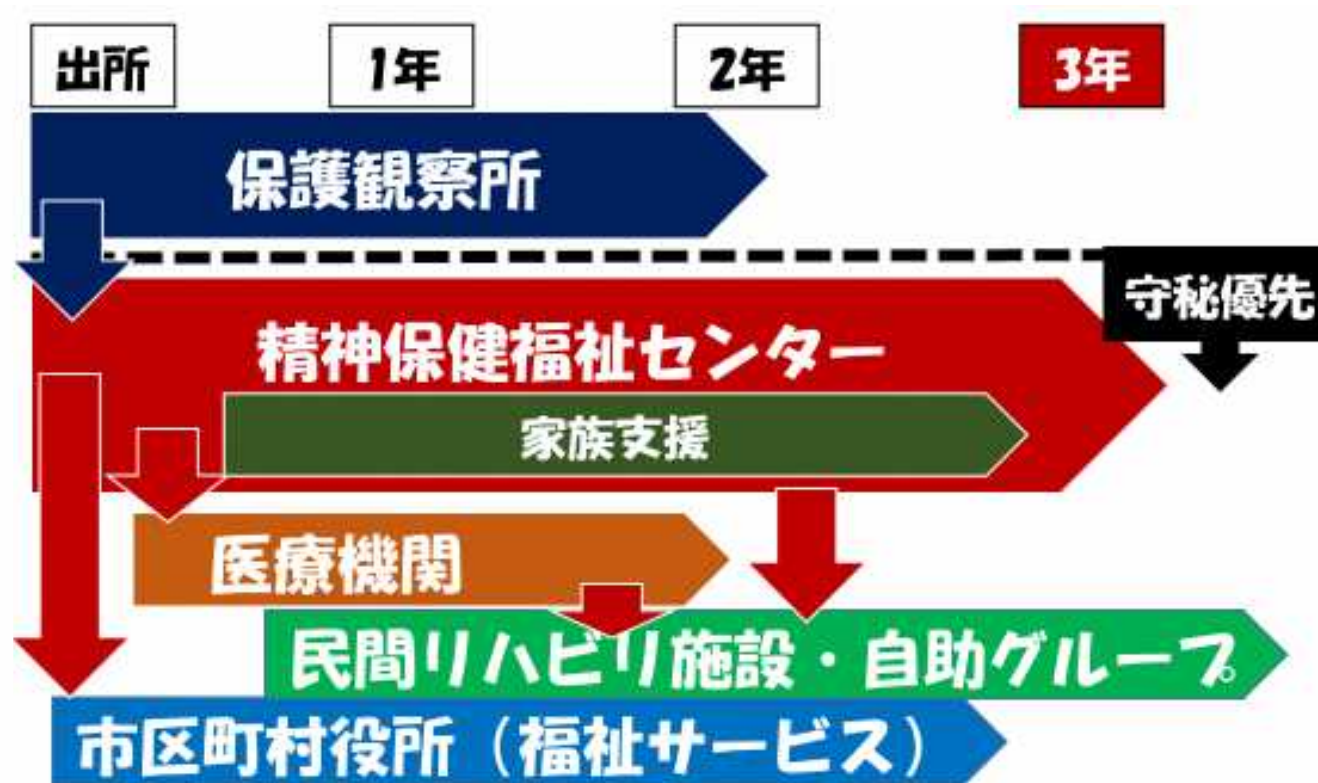 出所
1年
2年
3年
保護観察所
守秘優先
精神保健福祉センター
家族支援
医療機関
民間リハビリ施設・自助グループ
市区町村役所（福祉サービス）